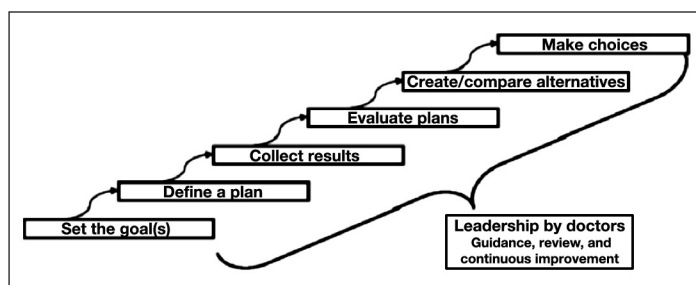 Make choices
Create/compare alternatives
Evaluate plans
Collect results
Define a plan
Set the goal(s)
Leadership by doctors
Guidance, review, and
continuous improvement